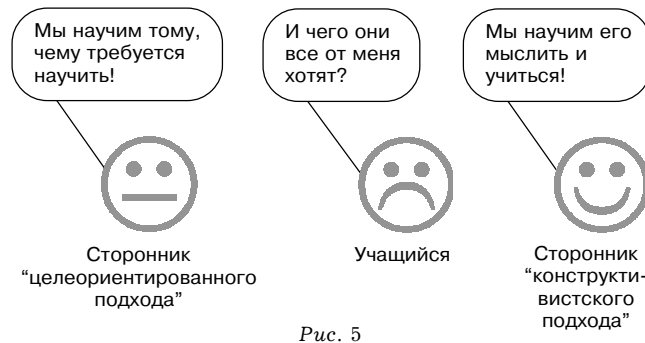 Мы научим тому,
чему требуется
научить!
И чего они
все от меня
хотят?
Мы научим его
мыслить и
учиться!
Сторонник
“целеориентированного
подхода”
Учащийся
Сторонник
“конструкти-
вистского
подхода”
Рис. 5